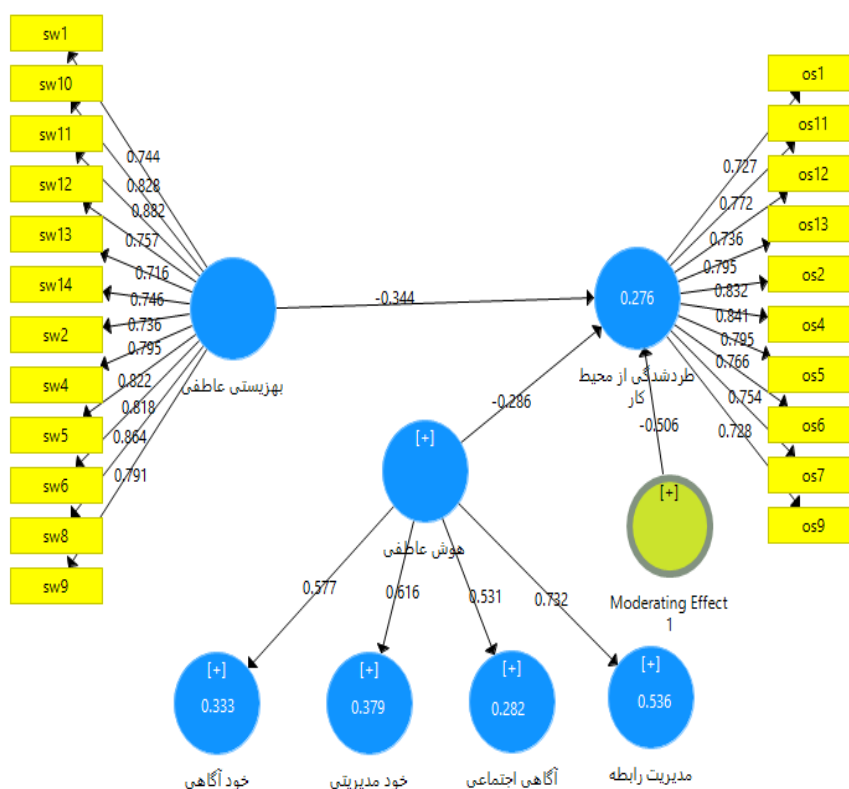 sw1
sw10
sw11
sw12
sw13
sw14
sw2
sw4
sw5
sw6
sw8
sw9
0.744
0.828
0.882
0.757
0.716
0.746
0.736
0.795
0.822
0.818
0.864
0.791
بهزیستی عاطفی
-0.344
0.276
طردشدگی از محیط
کار
os1
os11
os12
os13
os2
os4
os5
os6
os7
os9
0.727
0.772
0.736
0.795
0.832
0.841
0.795
0.766
0.754
0.728
-0.286
-0.506
[+]
هوش عاطفی
[+]
Moderating Effect
1
0.577
0.616
0.531
0.732
[+]
0.333
خود آگاهی
[+]
0.379
خود مدیریتی
[+]
0.282
آگاهی اجتماعی
[+]
0.536
مدیریت رابطه